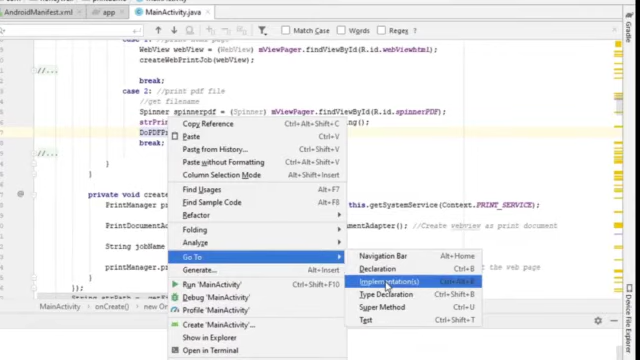 AndroidManifest.xml
app
MainActivity.java
Match Case
Words
Regex
WebView webView = (WebView) mViewPager.findViewById(R.id.webViewhtml);
createWebPrintJob(webView);
//...
break;
case 2: //print pdf file
//get filename
Spinner spinnerpdf = (Spinner) mViewPager.findViewById(R.id.spinnerPDF);
break;
//...
}
}
private void create
this.getSystemService(Context.PRINT_SERVICE);
PrintManager p
PrintDocumentA
umentAdapter(); //Create webview as print document
String jobName
printManager.p
t the web page
//...
}
Copy Reference Ctrl+Alt+Shift+C
Paste Ctrl+V
Paste from History... Ctrl+Shift+V
Paste without Formatting Ctrl+Alt+Shift+V
Column Selection Mode Alt+Shift+Insert
Find Usages Alt+F7
Find Sample Code Alt+F8
Refactor
Folding
Analyze
Go To
Generate... Alt+Insert
Run 'MainActivity' Ctrl+Shift+F10
Debug 'MainActivity'
Profile 'MainActivity'
Create 'MainActivity'...
Show in Explorer
Open in Terminal
Navigation Bar Alt+Home
Declaration Ctrl+B
Implementation(s) Ctrl+Alt+B
Type Declaration Ctrl+Shift+B
Super Method Ctrl+U
Test Ctrl+Shift+T
MainActivity
onCreate()
new On
Gradle
Device File Explorer